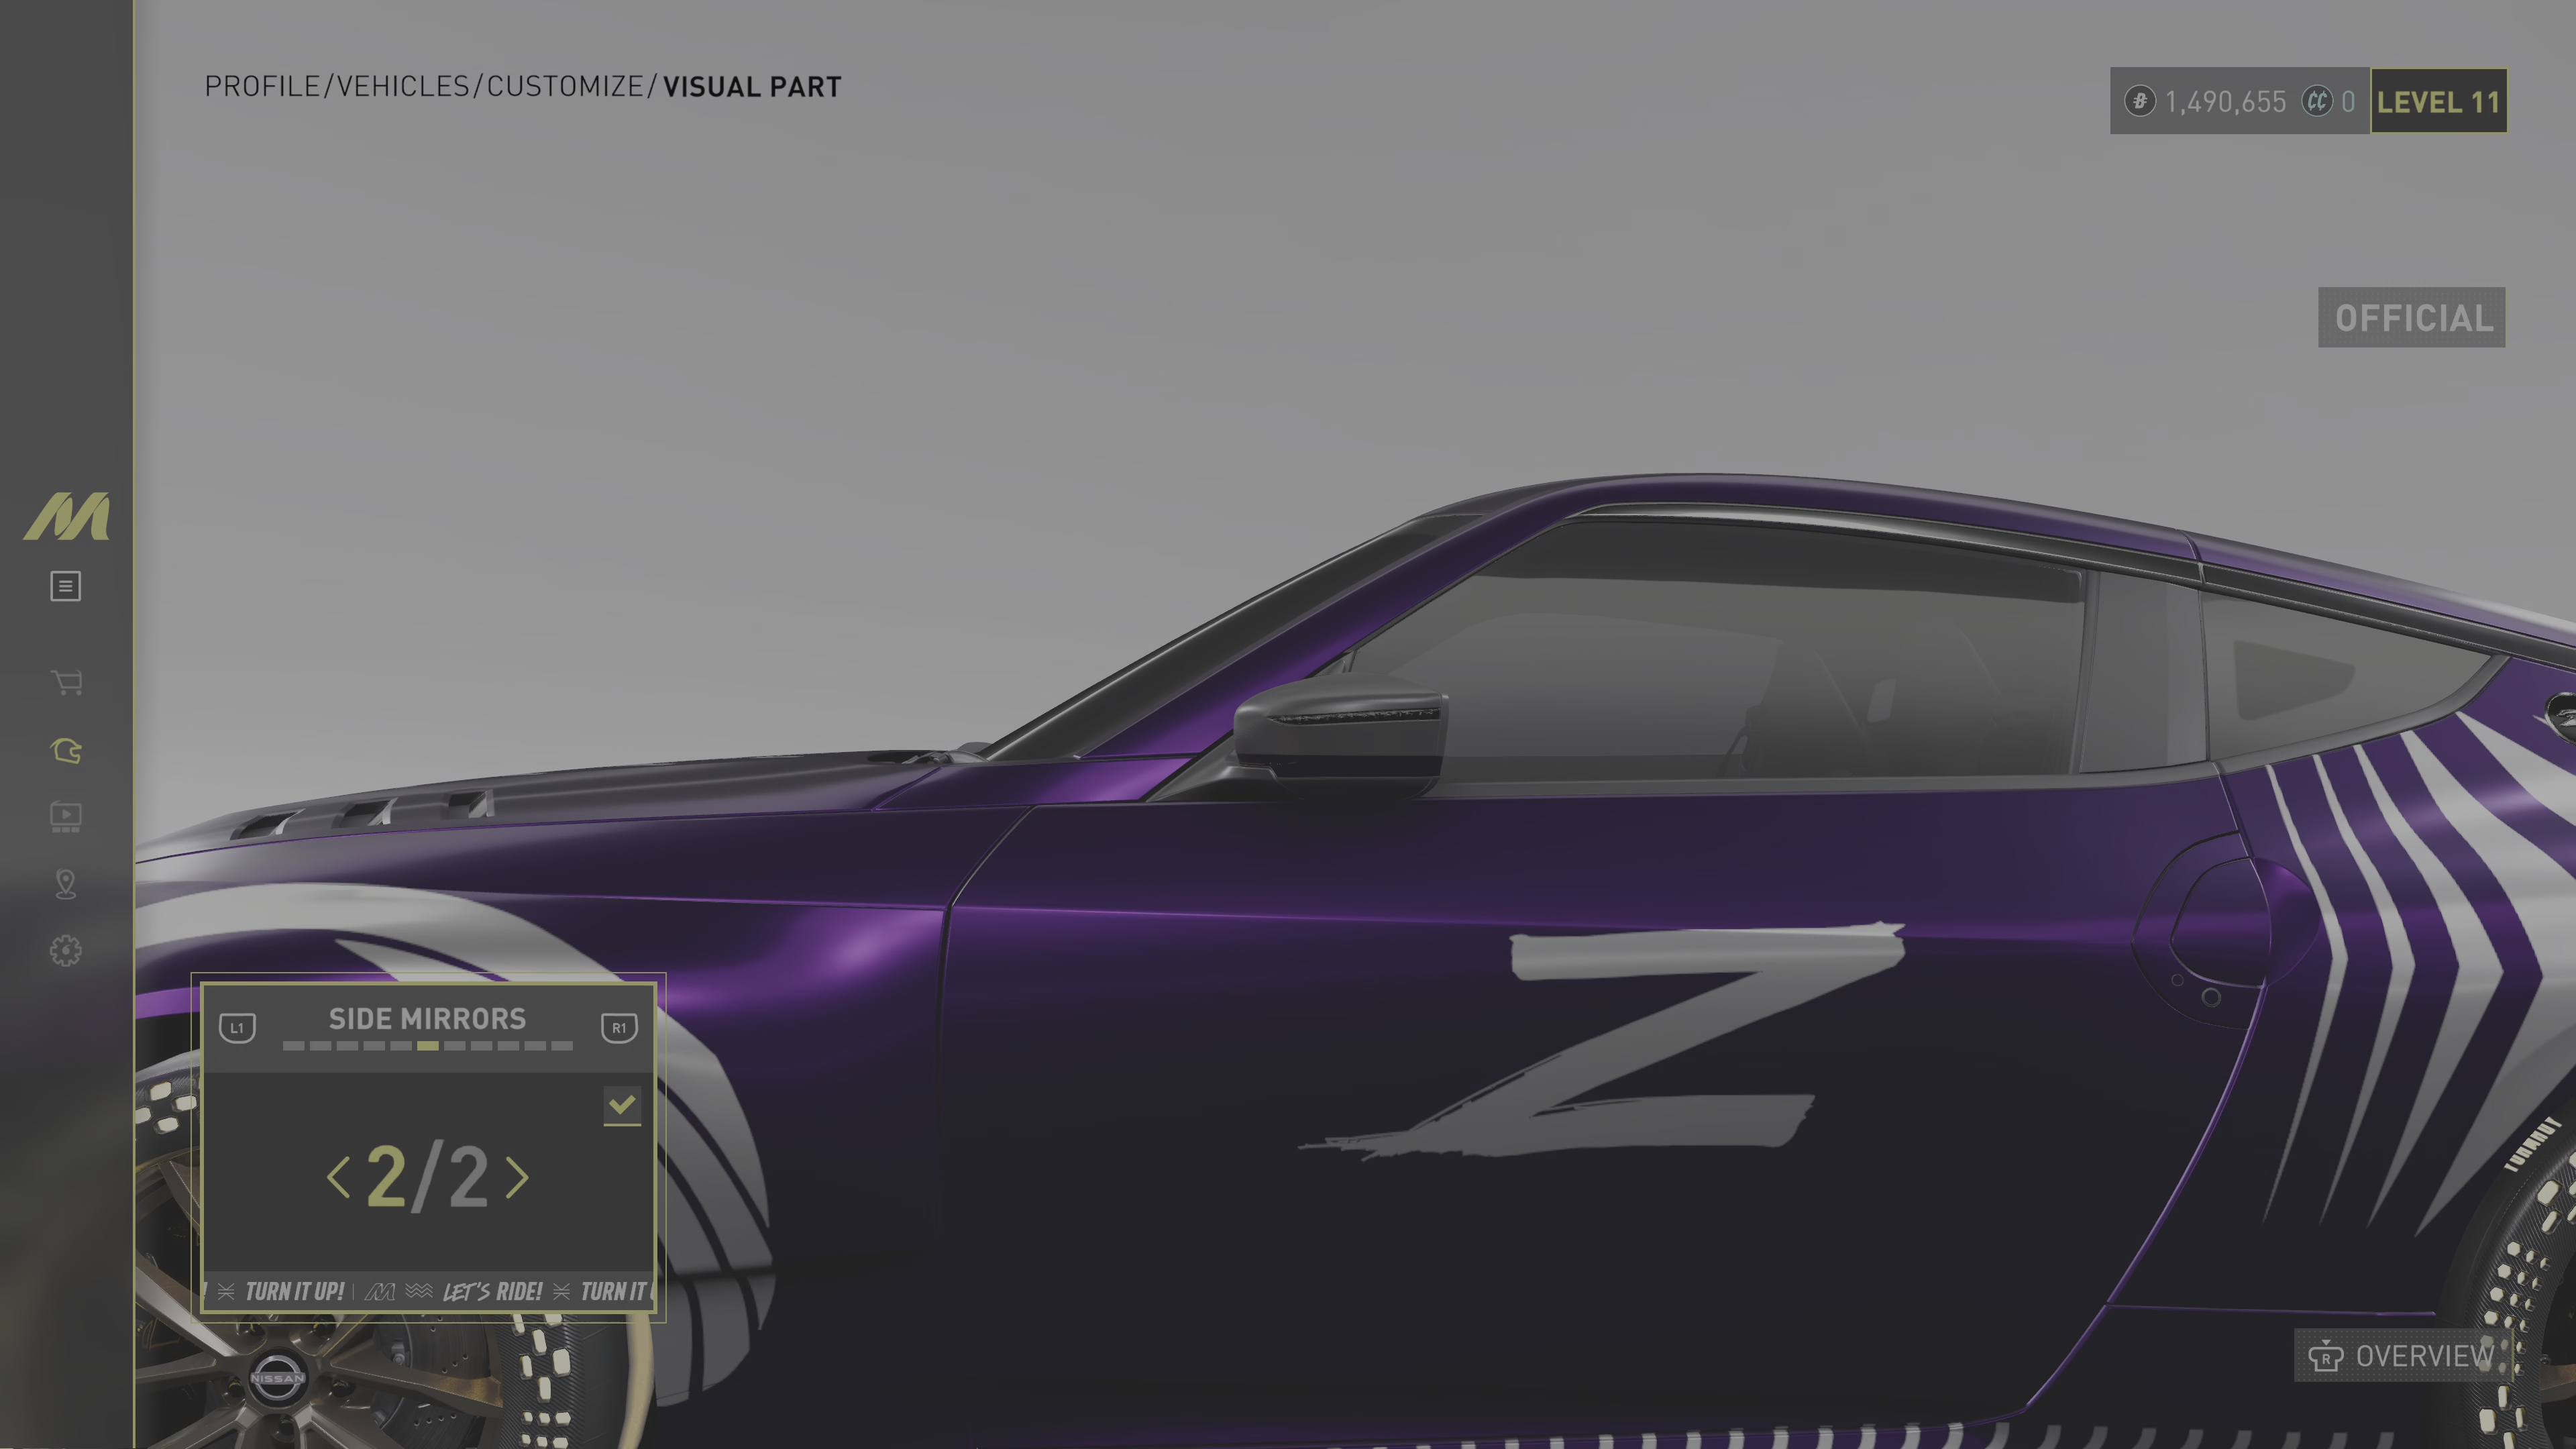 PROFILE/VEHICLES/CUSTOMIZE/VISUAL PART
1,490,655 CC 0 LEVEL 11
OFFICIAL
L1 SIDE MIRRORS R1
<2/2>
! TURN IT UP! LET'S RIDE! TURN IT
Z
NISSAN
R OVERVIEW